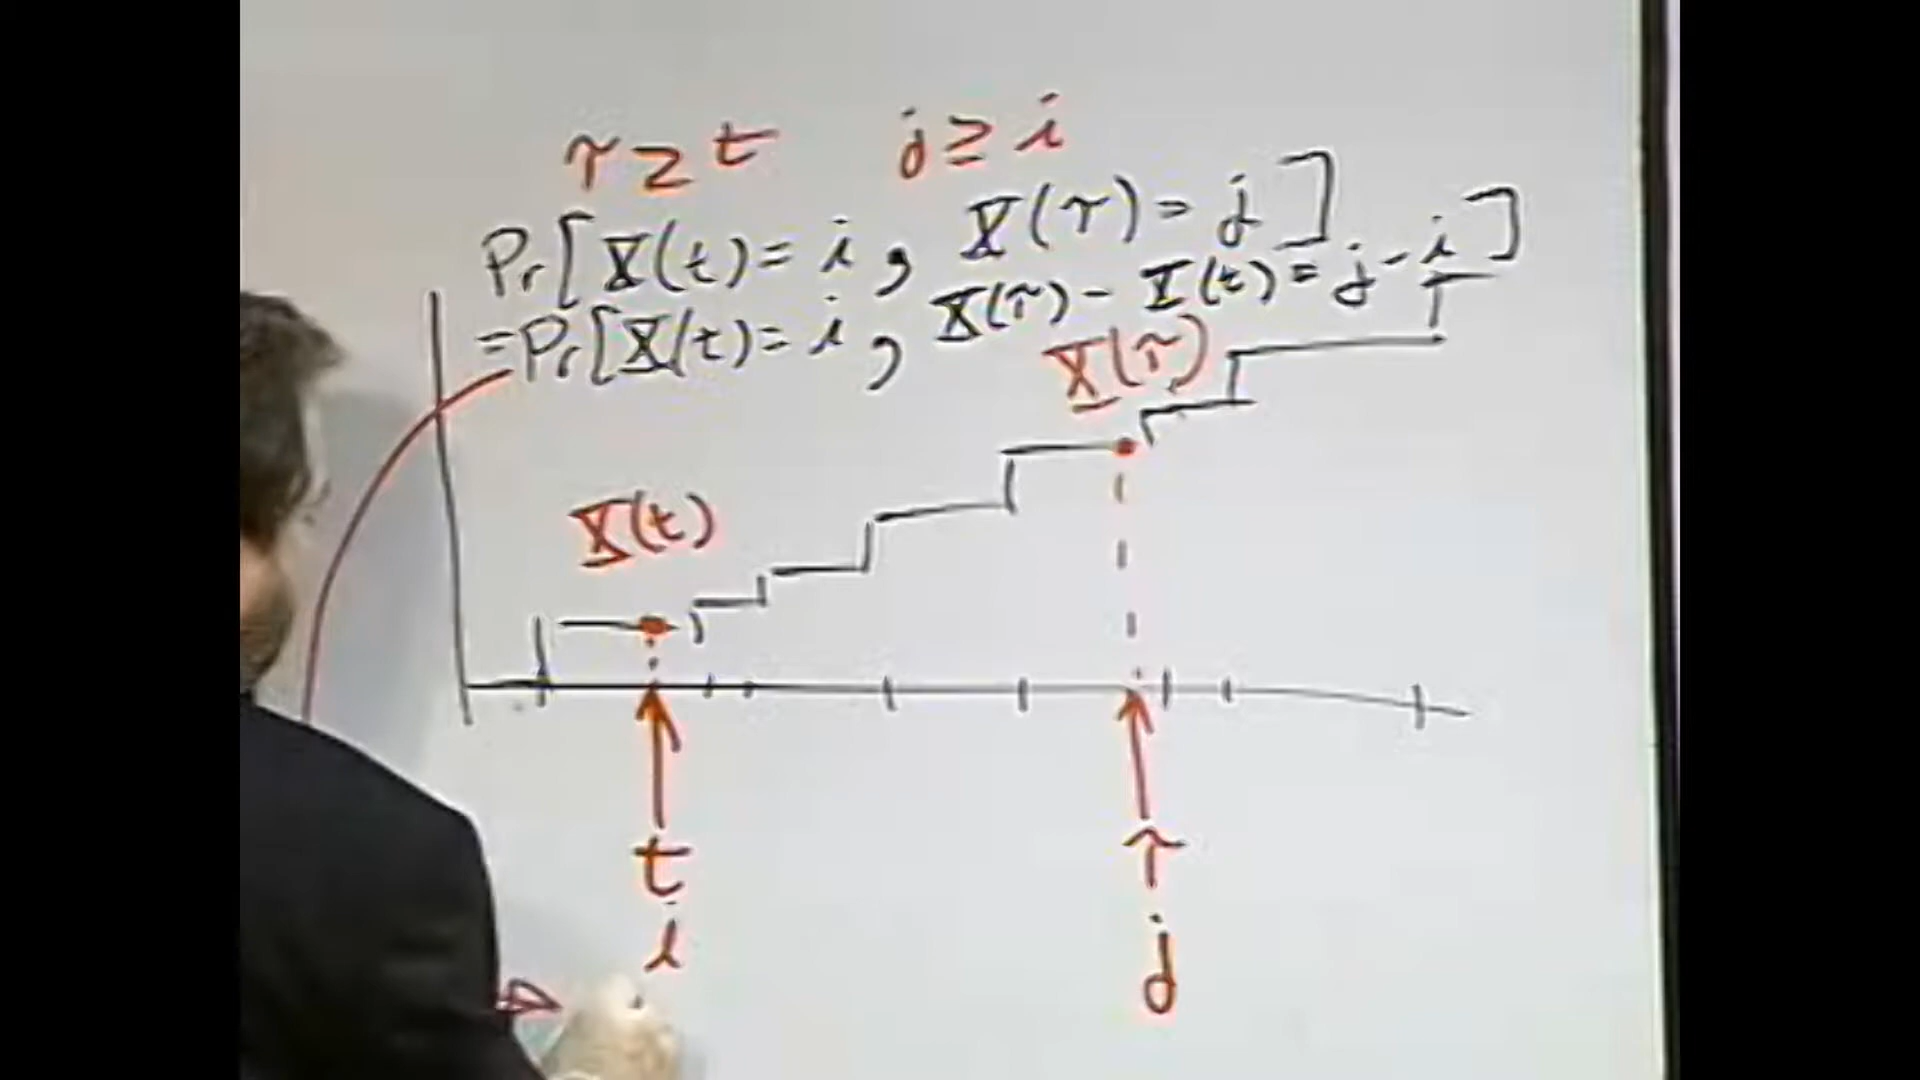 τ ≥ t   j ≥ i
Pr[X(t) = i, X(τ) = j]
= Pr[X(t) = i, X(τ) - X(t) = j - i]
X(τ)
X(t)
t τ
i j